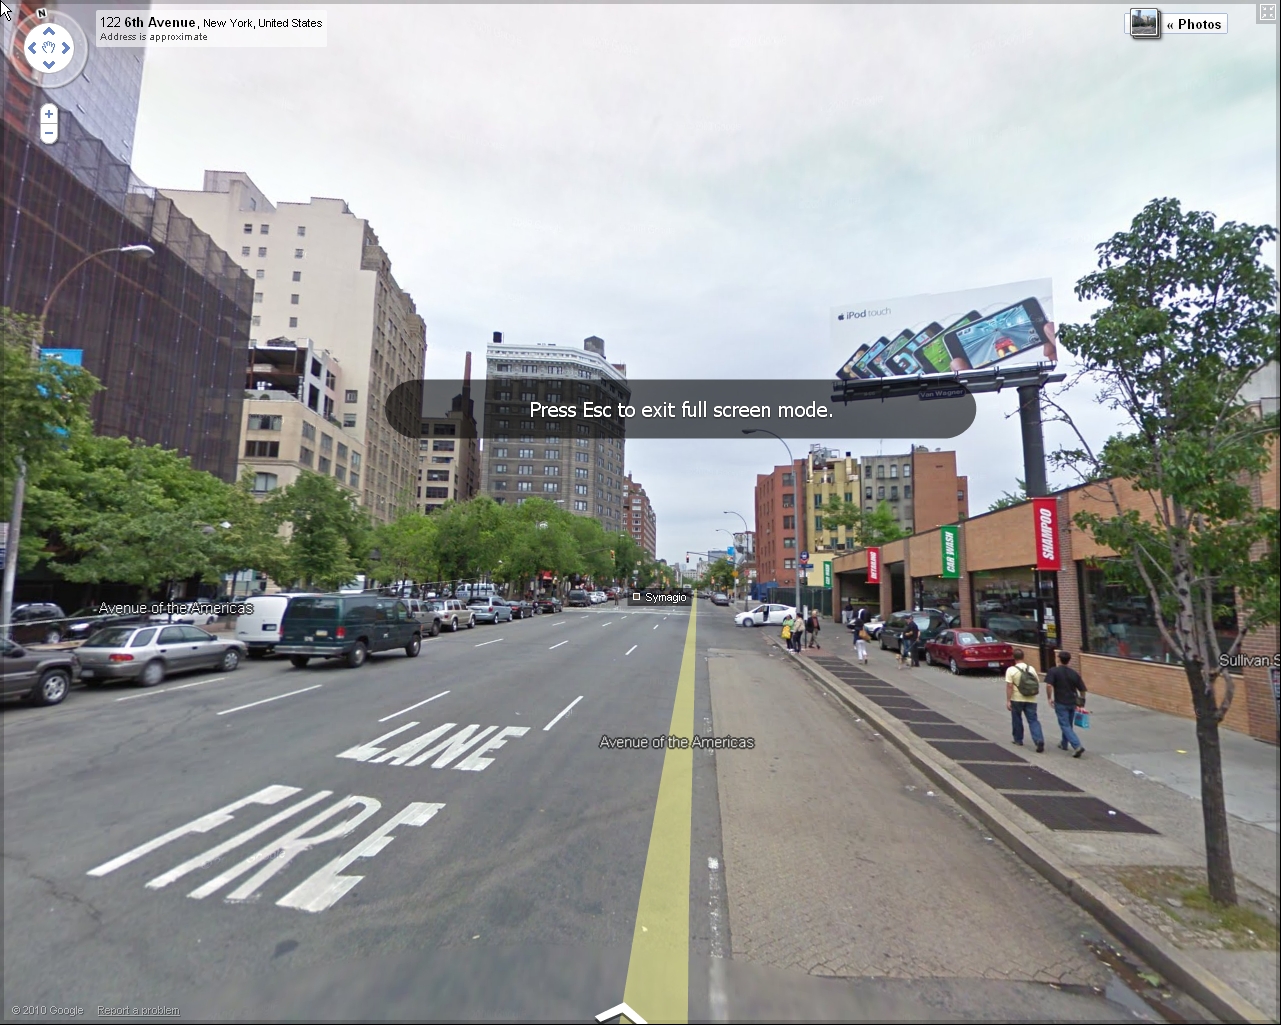 N
122 6th Avenue, New York, United States
Address is approximate
« Photos
+
−
iPod touch
Press Esc to exit full screen mode.
Van Wagner
SHAMPOO
CAR WASH
DETAILING
Symagio
Avenue of the Americas
Sullivan S
Avenue of the Americas
LANE
FIRE
© 2010 Google Report a problem